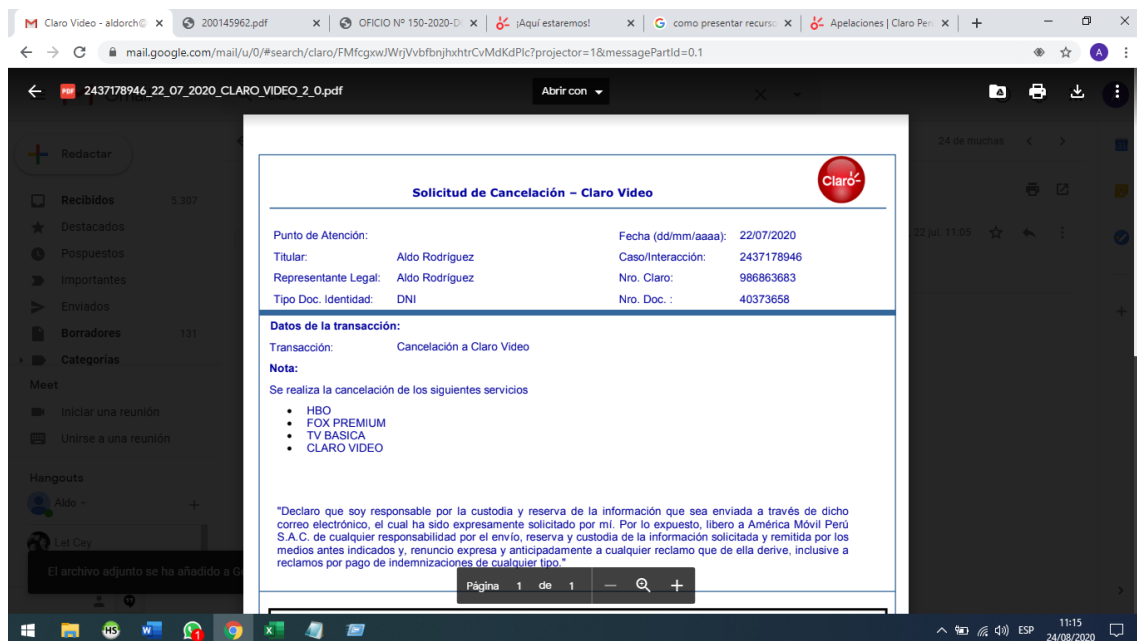 Claro Video - aldorch
200145962.pdf
OFICIO Nº 150-2020-D
¡Aquí estaremos!
como presentar recurs
Apelaciones | Claro Per
mail.google.com/mail/u/0/#search/claro/FMfcgxwJWrjVvbfbnjhxhtrCvMdKdPlc?projector=1&messagePartId=0.1
A
PDF
2437178946_22_07_2020_CLARO_VIDEO_2_0.pdf
Abrir con
Redactar
24 de muchas
Recibidos 5.307
Destacados
22 jul. 11:05
Pospuestos
Importantes
Enviados
Borradores 131
Categorías
Meet
Iniciar una reunión
Unirse a una reunión
Hangouts
Aldo
Let Cey
El archivo adjunto se ha añadido a G
Claro
Solicitud de Cancelación – Claro Video
Punto de Atención:
Fecha (dd/mm/aaaa): 22/07/2020
Titular: Aldo Rodríguez
Caso/Interacción: 2437178946
Representante Legal: Aldo Rodríguez
Nro. Claro: 986863683
Tipo Doc. Identidad: DNI
Nro. Doc. : 40373658
Datos de la transacción:
Transacción: Cancelación a Claro Video
Nota:
Se realiza la cancelación de los siguientes servicios
• HBO
• FOX PREMIUM
• TV BASICA
• CLARO VIDEO
"Declaro que soy responsable por la custodia y reserva de la información que sea enviada a través de dicho
correo electrónico, el cual ha sido expresamente solicitado por mí. Por lo expuesto, libero a América Móvil Perú
S.A.C. de cualquier responsabilidad por el envío, reserva y custodia de la información solicitada y remitida por los
medios antes indicados y, renuncio expresa y anticipadamente a cualquier reclamo que de ella derive, inclusive a
reclamos por pago de indemnizaciones de cualquier tipo."
Página 1 de 1
HS
ESP
11:15
24/08/2020